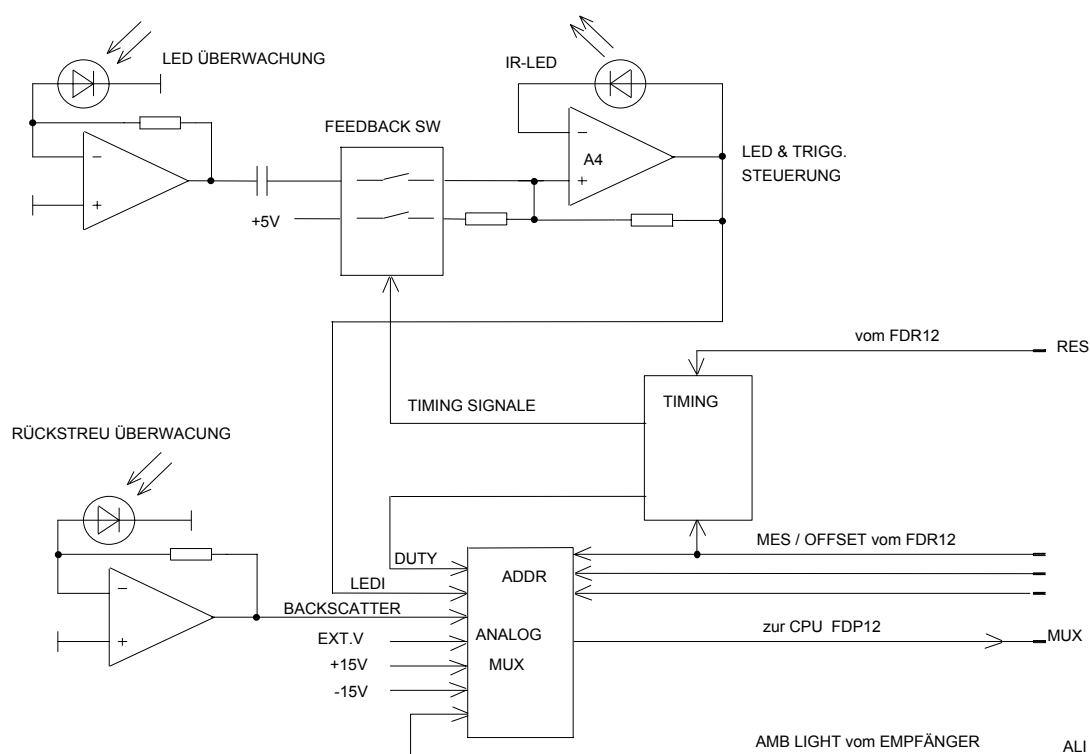 LED ÜBERWACHUNG
IR-LED
FEEDBACK SW
−
+
−
A4
+
LED & TRIGG.
STEUERUNG
+5V
vom FDR12
RES
TIMING SIGNALE
TIMING
RÜCKSTREU ÜBERWACUNG
MES / OFFSET vom FDR12
DUTY
ADDR
LEDI
−
+
BACKSCATTER
EXT.V
ANALOG
MUX
zur CPU FDP12
MUX
+15V
-15V
AMB LIGHT vom EMPFÄNGER
ALI